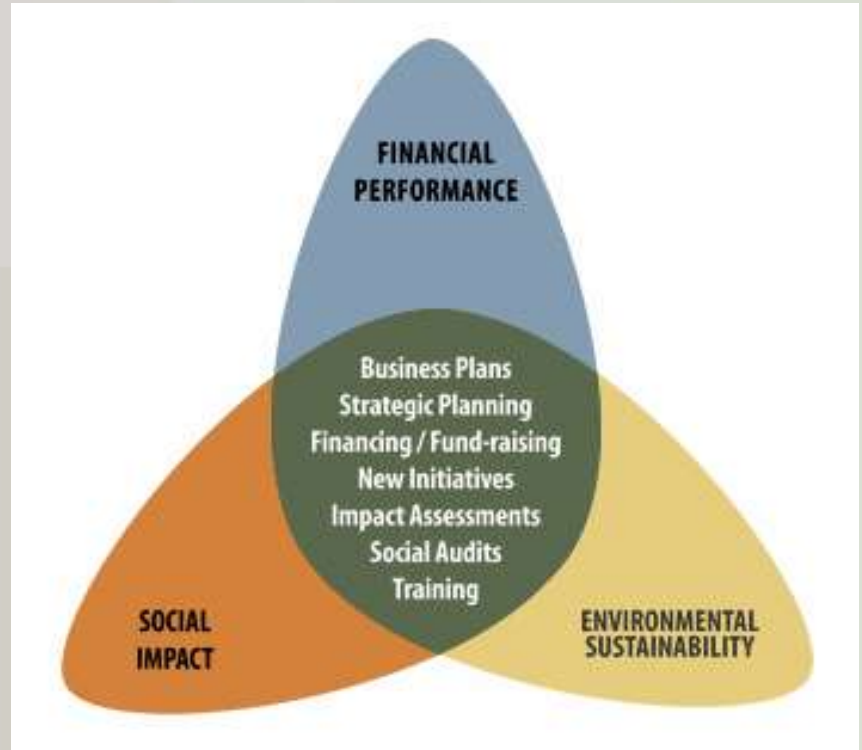 FINANCIAL
PERFORMANCE
Business Plans
Strategic Planning
Financing / Fund-raising
New Initiatives
Impact Assessments
Social Audits
Training
SOCIAL
IMPACT
ENVIRONMENTAL
SUSTAINABILITY